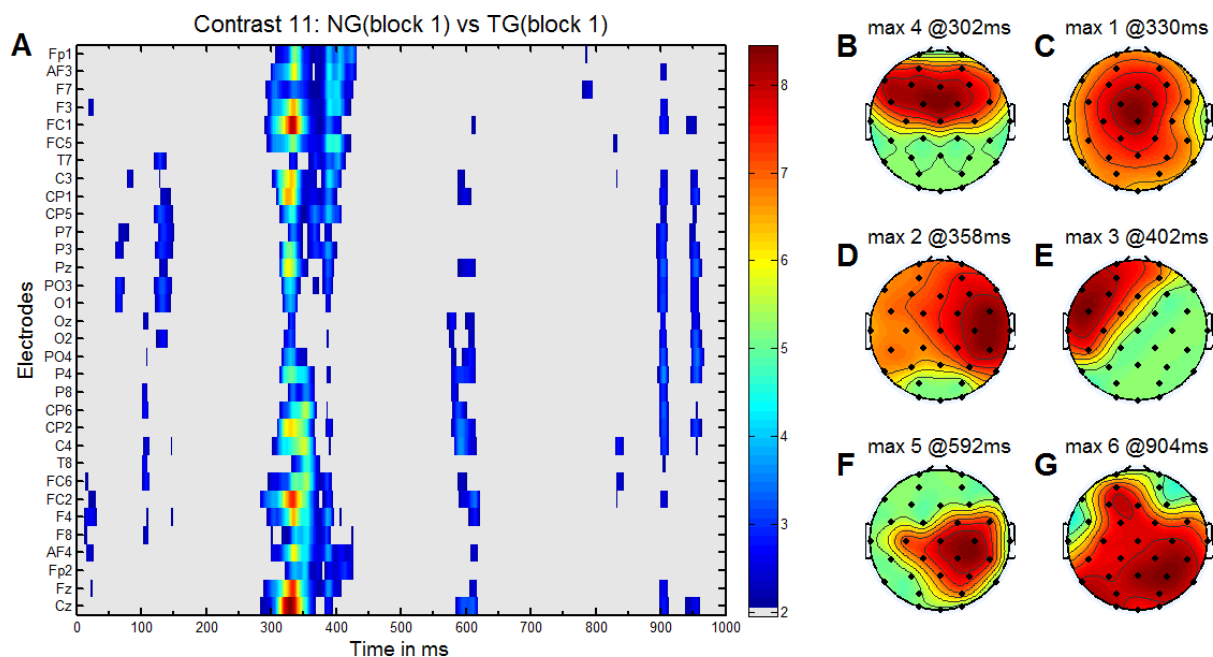 Contrast 11: NG(block 1) vs TG(block 1)
A
Electrodes
Fp1
AF3
F7
F3
FC1
FC5
T7
C3
CP1
CP5
P7
P3
Pz
PO3
O1
Oz
O2
PO4
P4
P8
CP6
CP2
C4
T8
FC6
FC2
F4
F8
AF4
Fp2
Fz
Cz
0 100 200 300 400 500 600 700 800 900 1000
Time in ms
8
7
6
5
4
3
2
B max 4 @302ms
C max 1 @330ms
D max 2 @358ms
E max 3 @402ms
F max 5 @592ms
G max 6 @904ms